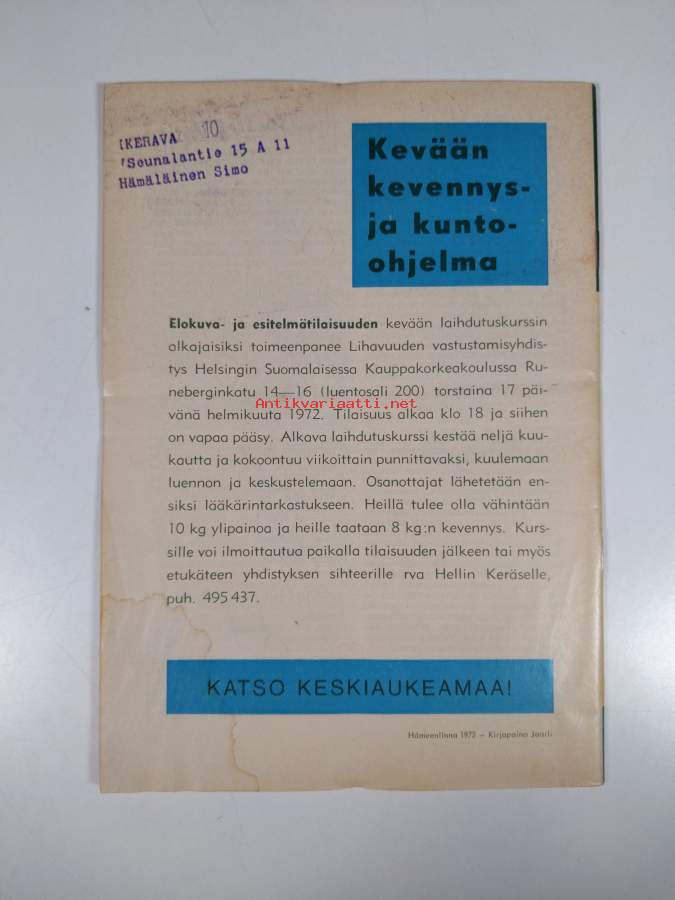 KERAVA 10
Seunalantie 15 A 11
Hämäläinen Simo
Kevään
kevennys-
ja kunto-
ohjelma
Elokuva- ja esitelmätilaisuuden kevään laihdutuskurssin
alkajaisiksi toimeenpanee Lihavuuden vastustamisyhdis-
tys Helsingin Suomalaisessa Kauppakorkeakoulussa Ru-
neberginkatu 14—16 (luentosali 200) torstaina 17 päi-
Antikvariaatti.net
vänä helmikuuta 1972. Tilaisuus alkaa klo 18 ja siihen
on vapaa pääsy. Alkava laihdutuskurssi kestää neljä kuu-
kautta ja kokoontuu viikoittain punnittavaksi, kuulemaan
luennon ja keskustelemaan. Osanottajat lähetetään en-
siksi lääkärintarkastukseen. Heillä tulee olla vähintään
10 kg ylipainoa ja heille taataan 8 kg:n kevennys. Kurs-
sille voi ilmoittautua paikalla tilaisuuden jälkeen tai myös
etukäteen yhdistyksen sihteerille rva Hellin Keräselle,
puh. 495 437.
KATSO KESKIAUKEAMAA!
Hämeenlinna 1972 — Kirjapaino Jaarli